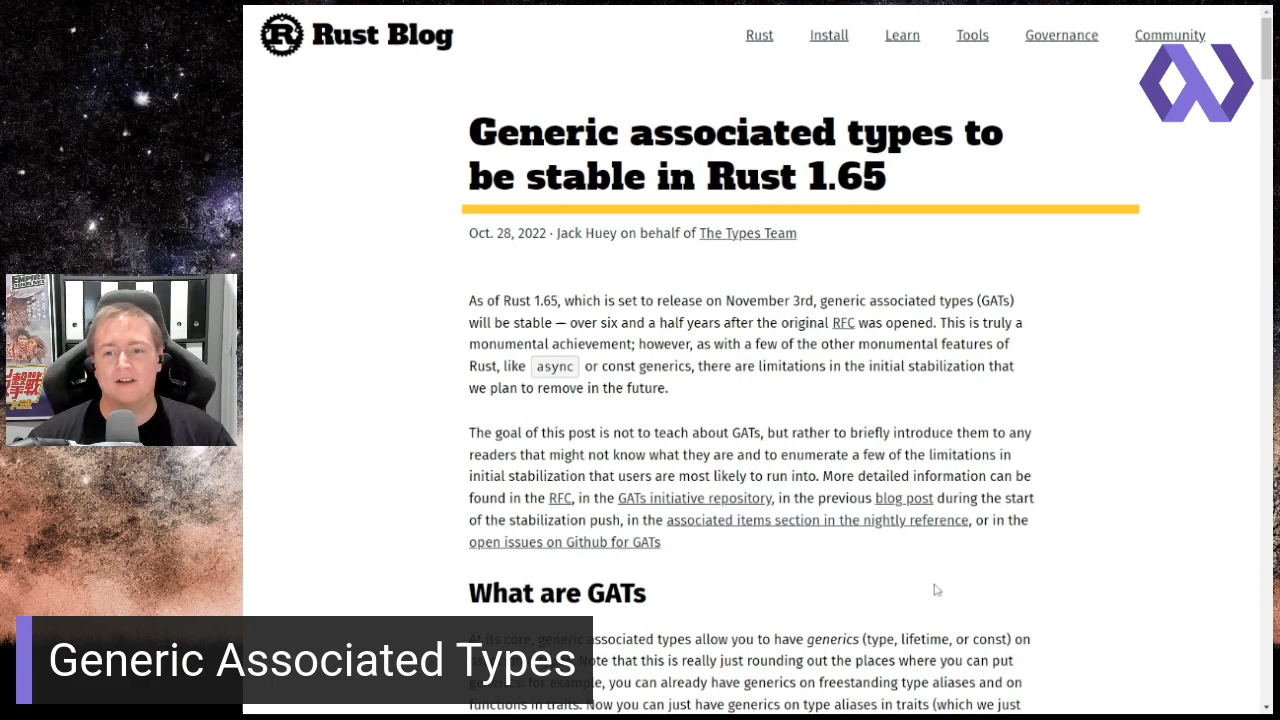 Rust Blog
Rust
Install
Learn
Tools
Governance
Community
Generic associated types to
be stable in Rust 1.65
Oct. 28, 2022 · Jack Huey on behalf of The Types Team
As of Rust 1.65, which is set to release on November 3rd, generic associated types (GATs)
will be stable — over six and a half years after the original RFC was opened. This is truly a
monumental achievement; however, as with a few of the other monumental features of
Rust, like async or const generics, there are limitations in the initial stabilization that
we plan to remove in the future.
The goal of this post is not to teach about GATs, but rather to briefly introduce them to any
readers that might not know what they are and to enumerate a few of the limitations in
initial stabilization that users are most likely to run into. More detailed information can be
found in the RFC, in the GATs initiative repository, in the previous blog post during the start
of the stabilization push, in the associated items section in the nightly reference, or in the
open issues on Github for GATs
What are GATs
At its core, generic associated types allow you to have generics (type, lifetime, or const) on
Note that this is really just rounding out the places where you can put
generics: for example, you can already have generics on freestanding type aliases and on
functions in traits. Now you can just have generics on type aliases in traits (which we just
Generic Associated Types